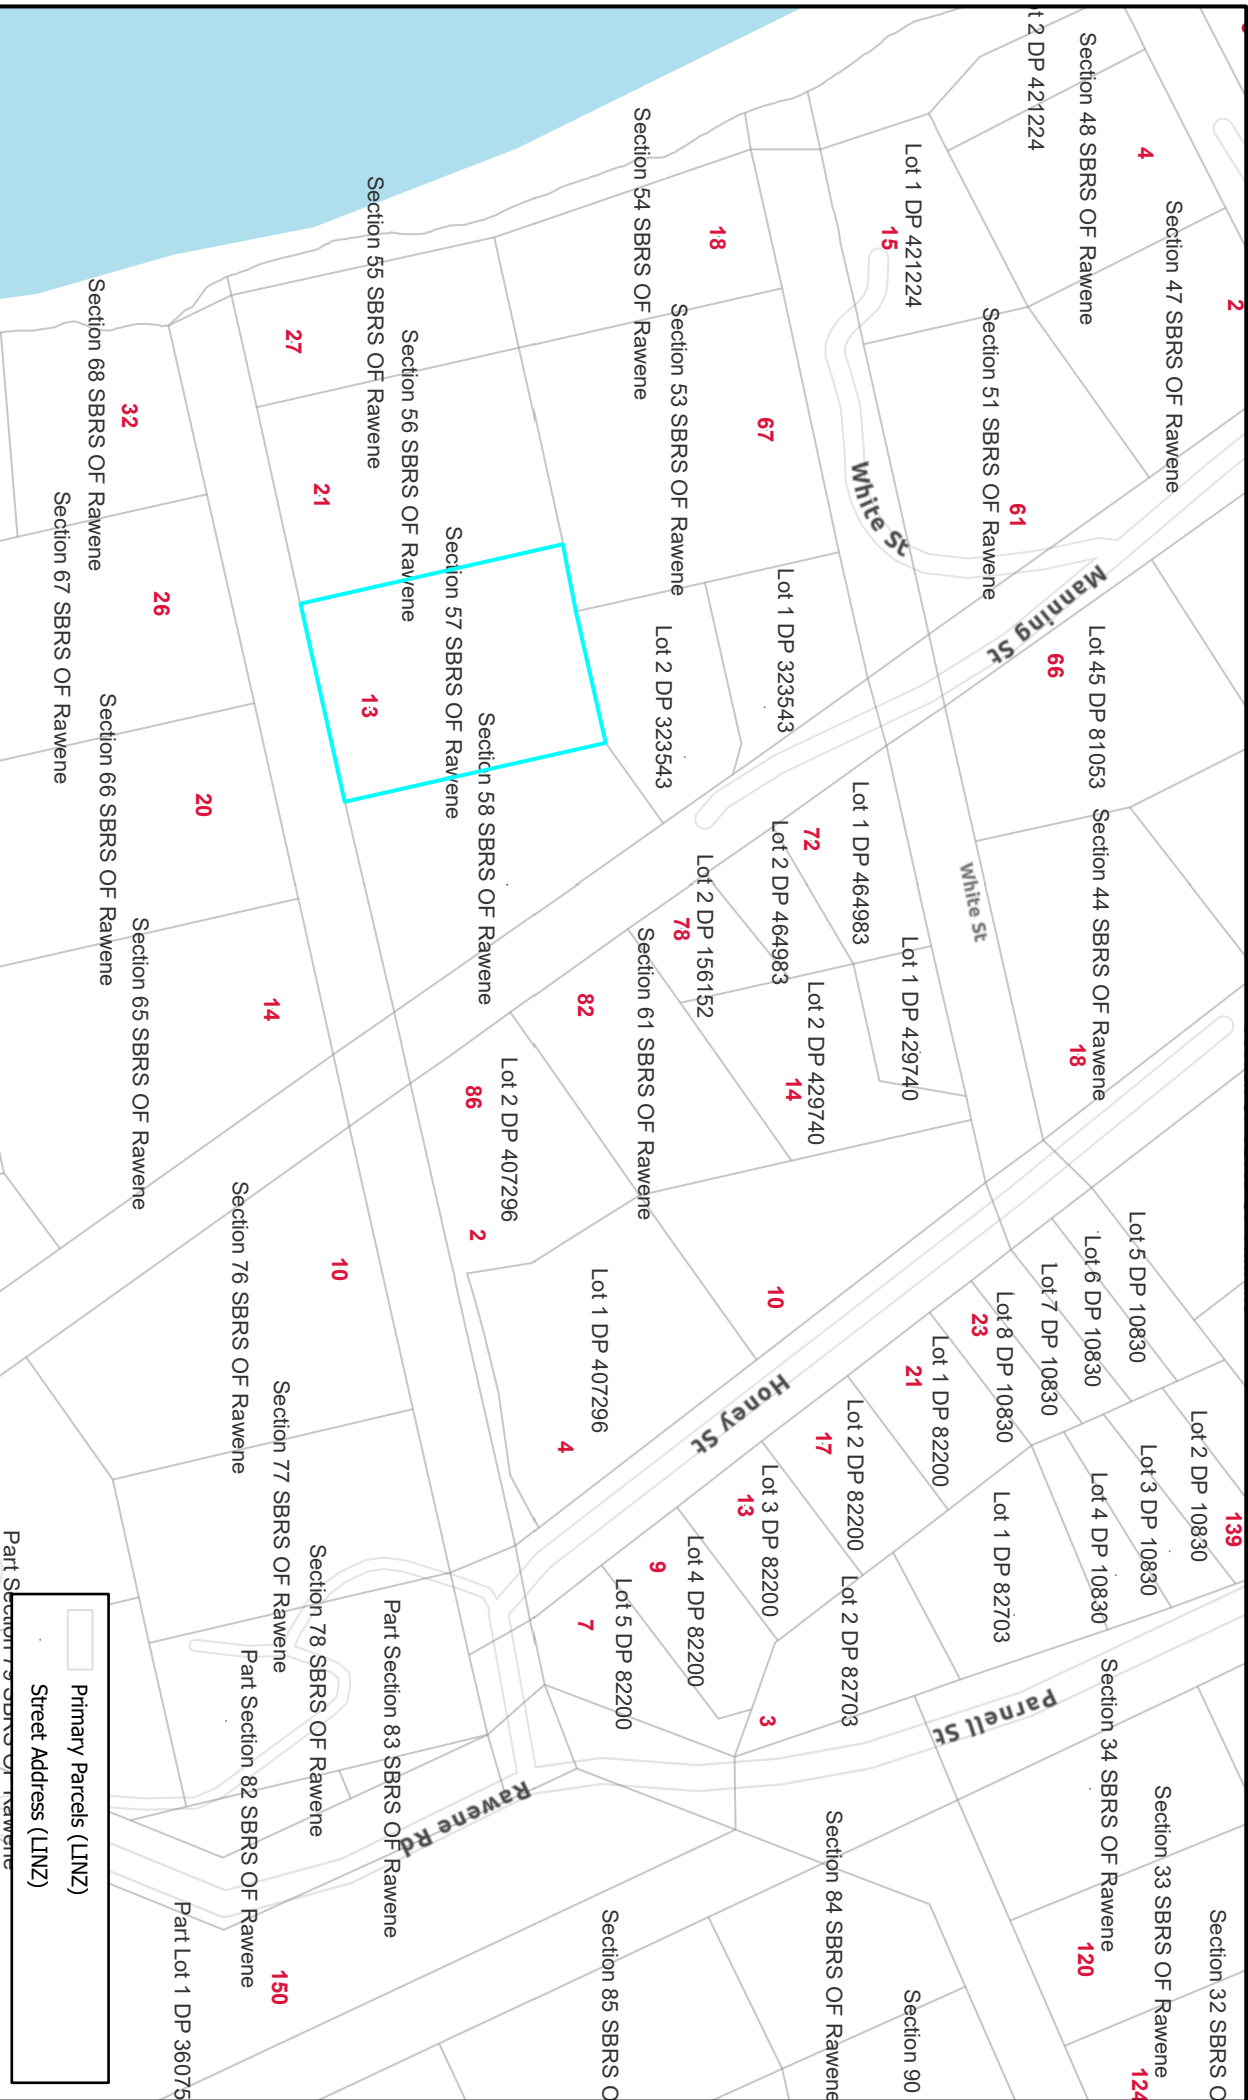 t 2 DP 421224
Section 48 SBRS OF Rawene
4
Section 47 SBRS OF Rawene
2
Lot 1 DP 421224
15
Section 51 SBRS OF Rawene
61
White St
Manning St
18
Section 54 SBRS OF Rawene
Section 53 SBRS OF Rawene
67
Section 55 SBRS OF Rawene
27
Section 56 SBRS OF Rawene
21
Section 57 SBRS OF Rawene
13
Section 58 SBRS OF Rawene
Section 68 SBRS OF Rawene
32
Section 67 SBRS OF Rawene
26
Section 66 SBRS OF Rawene
20
Section 65 SBRS OF Rawene
14
Lot 1 DP 323543
Lot 2 DP 323543
66
Lot 45 DP 81053
Section 44 SBRS OF Rawene
18
White St
72
Lot 1 DP 464983
Lot 2 DP 464983
Lot 2 DP 156152
78
Lot 1 DP 429740
Lot 2 DP 429740
14
Section 61 SBRS OF Rawene
82
Lot 2 DP 407296
86
2
Lot 1 DP 407296
4
10
Honey St
10
Section 76 SBRS OF Rawene
Section 77 SBRS OF Rawene
Section 78 SBRS OF Rawene
Lot 5 DP 10830
Lot 6 DP 10830
Lot 7 DP 10830
Lot 8 DP 10830
23
Lot 1 DP 82200
21
Lot 2 DP 82200
17
Lot 3 DP 82200
13
Lot 4 DP 82200
9
Lot 5 DP 82200
7
Lot 2 DP 10830
139
Lot 3 DP 10830
Lot 4 DP 10830
Lot 1 DP 82703
Lot 2 DP 82703
3
Parnell St
Rawene Rd
Section 34 SBRS OF Rawene
120
Section 33 SBRS OF Rawene
124
Section 32 SBRS O
Section 84 SBRS OF Rawene
Section 90
Section 85 SBRS O
Part Section 83 SBRS OF Rawene
Part Section 82 SBRS OF Rawene
150
Part Lot 1 DP 36075
Part Section 79 SBRS OF Rawene
Primary Parcels (LINZ)
Street Address (LINZ)